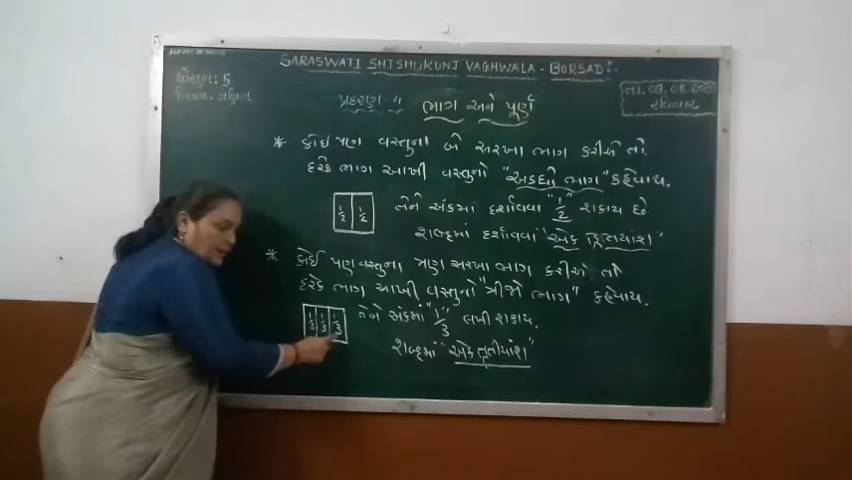 SARASWATI SHISHUKUNJ VAGHWALA - BORSAD
ધોરણ: 5
વિષય: ગણિત
પ્રકરણ-4
ભાગ અને પૂર્ણ
તા. 09.08.20
રવિવાર
* કોઈ પણ વસ્તુના બે સરખા ભાગ કરીએ તો.
દરેક ભાગ આખી વસ્તુનો "અડધો ભાગ" કહેવાય.
1/2 1/2
તેને અંકમાં દર્શાવવા "1/2 શકાય છે
શબ્દમાં દર્શાવવા "એક દ્વિતિયાંશ"
* કોઈ પણ વસ્તુના ત્રણ સરખા ભાગ કરીએ તો
દરેક ભાગ આખી વસ્તુનો "ત્રીજો ભાગ" કહેવાય.
1/3 1/3 1/3
તેને અંકમાં "1/3" લખી શકાય.
શબ્દમાં "એક તૃતીયાંશ"